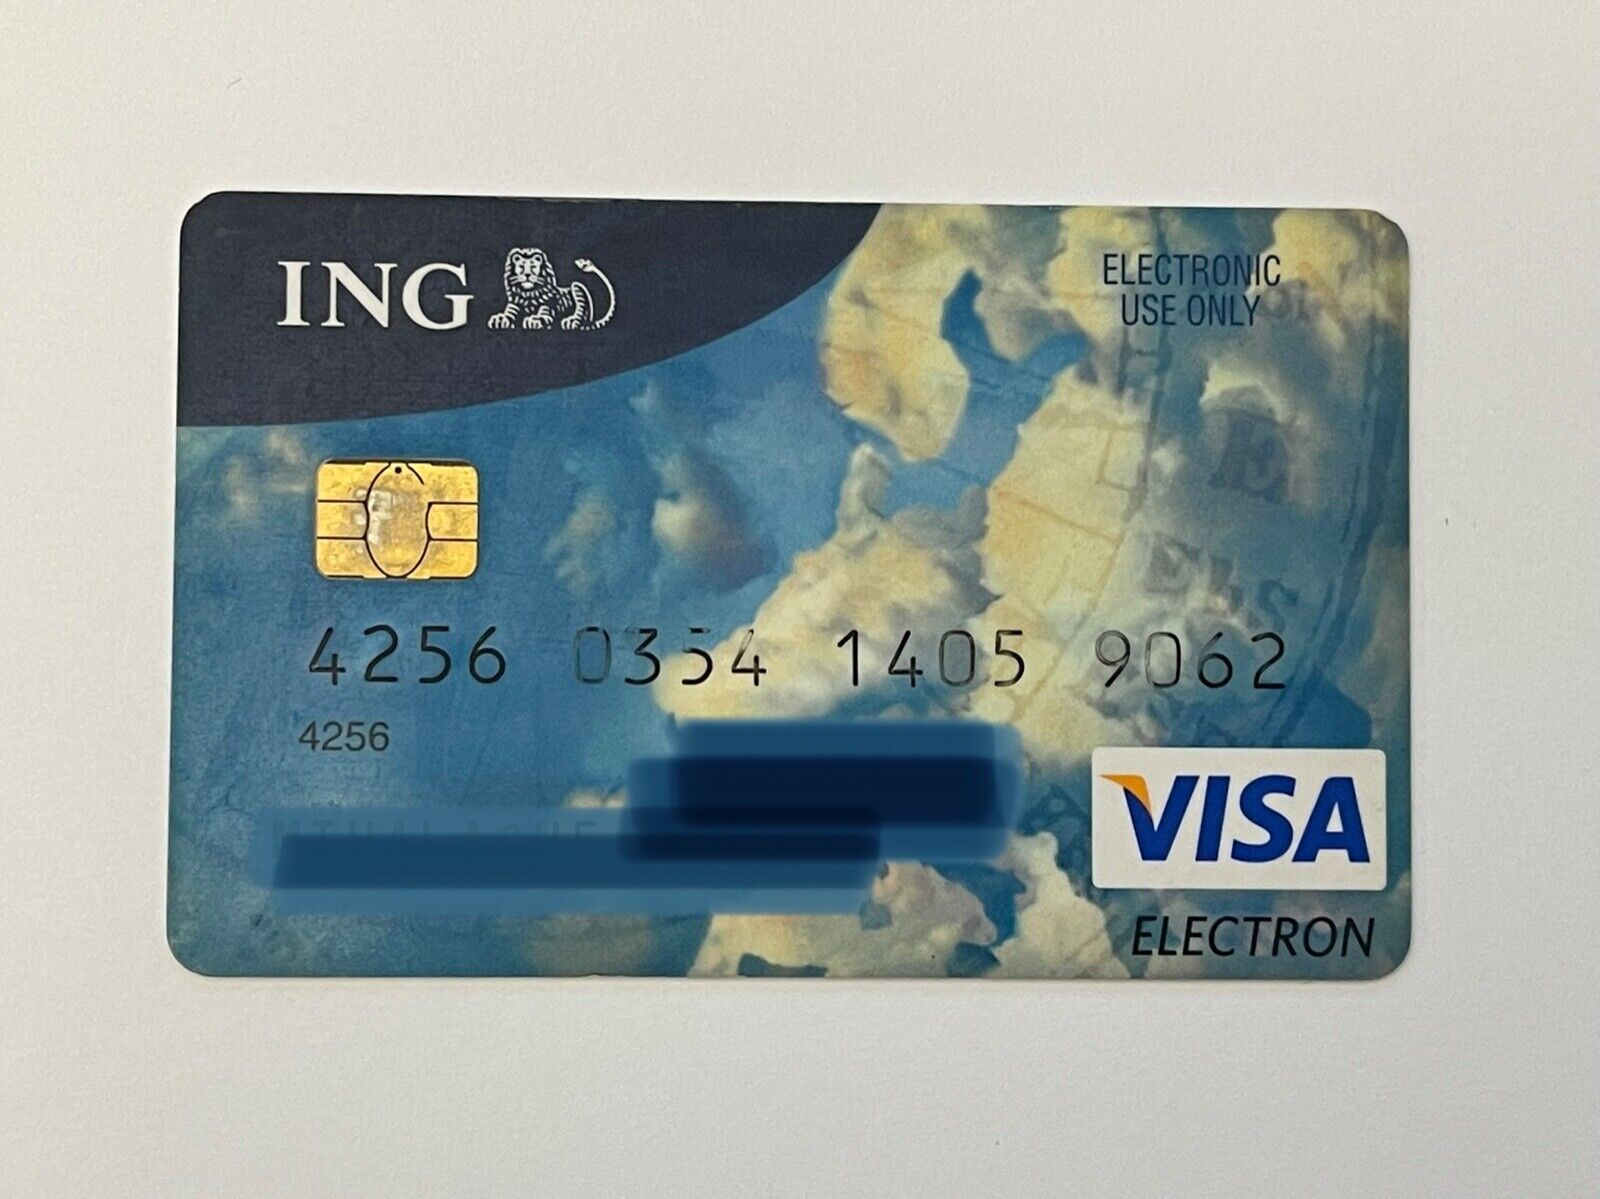 ING
ELECTRONIC
USE ONLY
4256 0354 1405 9062
4256
VISA
ELECTRON